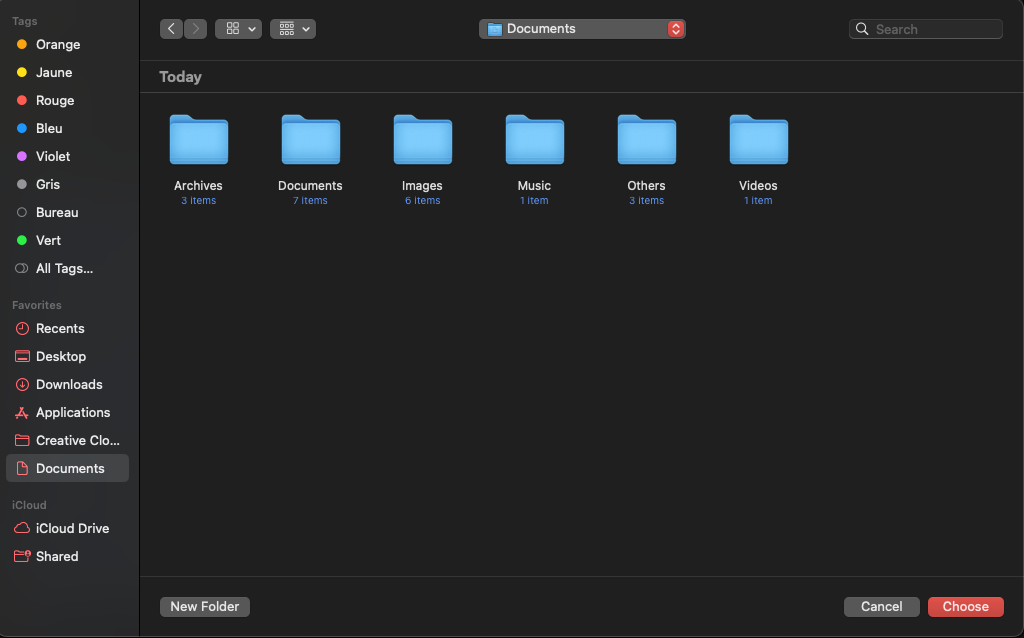 Tags
Orange
Jaune
Rouge
Bleu
Violet
Gris
Bureau
Vert
All Tags...
Favorites
Recents
Desktop
Downloads
Applications
Creative Clo...
Documents
iCloud
iCloud Drive
Shared
Documents
Search
Today
Archives
3 items
Documents
7 items
Images
6 items
Music
1 item
Others
3 items
Videos
1 item
New Folder
Cancel
Choose